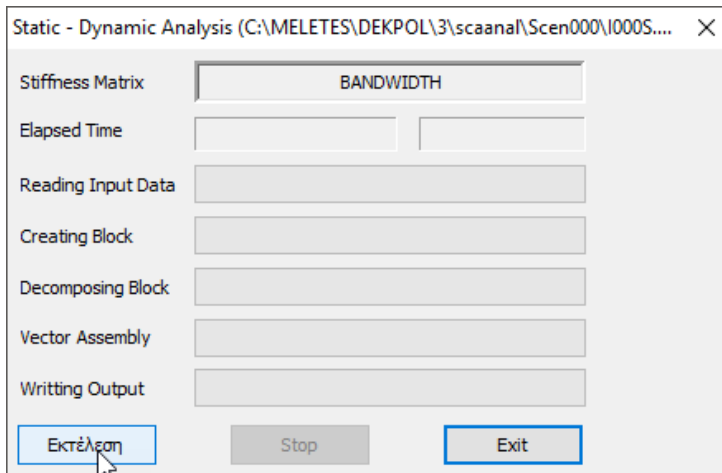 Static - Dynamic Analysis (C:\MELETES\DEKPOL\3\scaanal\Scen000\I000S....
Stiffness Matrix BANDWIDTH
Elapsed Time
Reading Input Data
Creating Block
Decomposing Block
Vector Assembly
Writting Output
Εκτέλεση Stop Exit